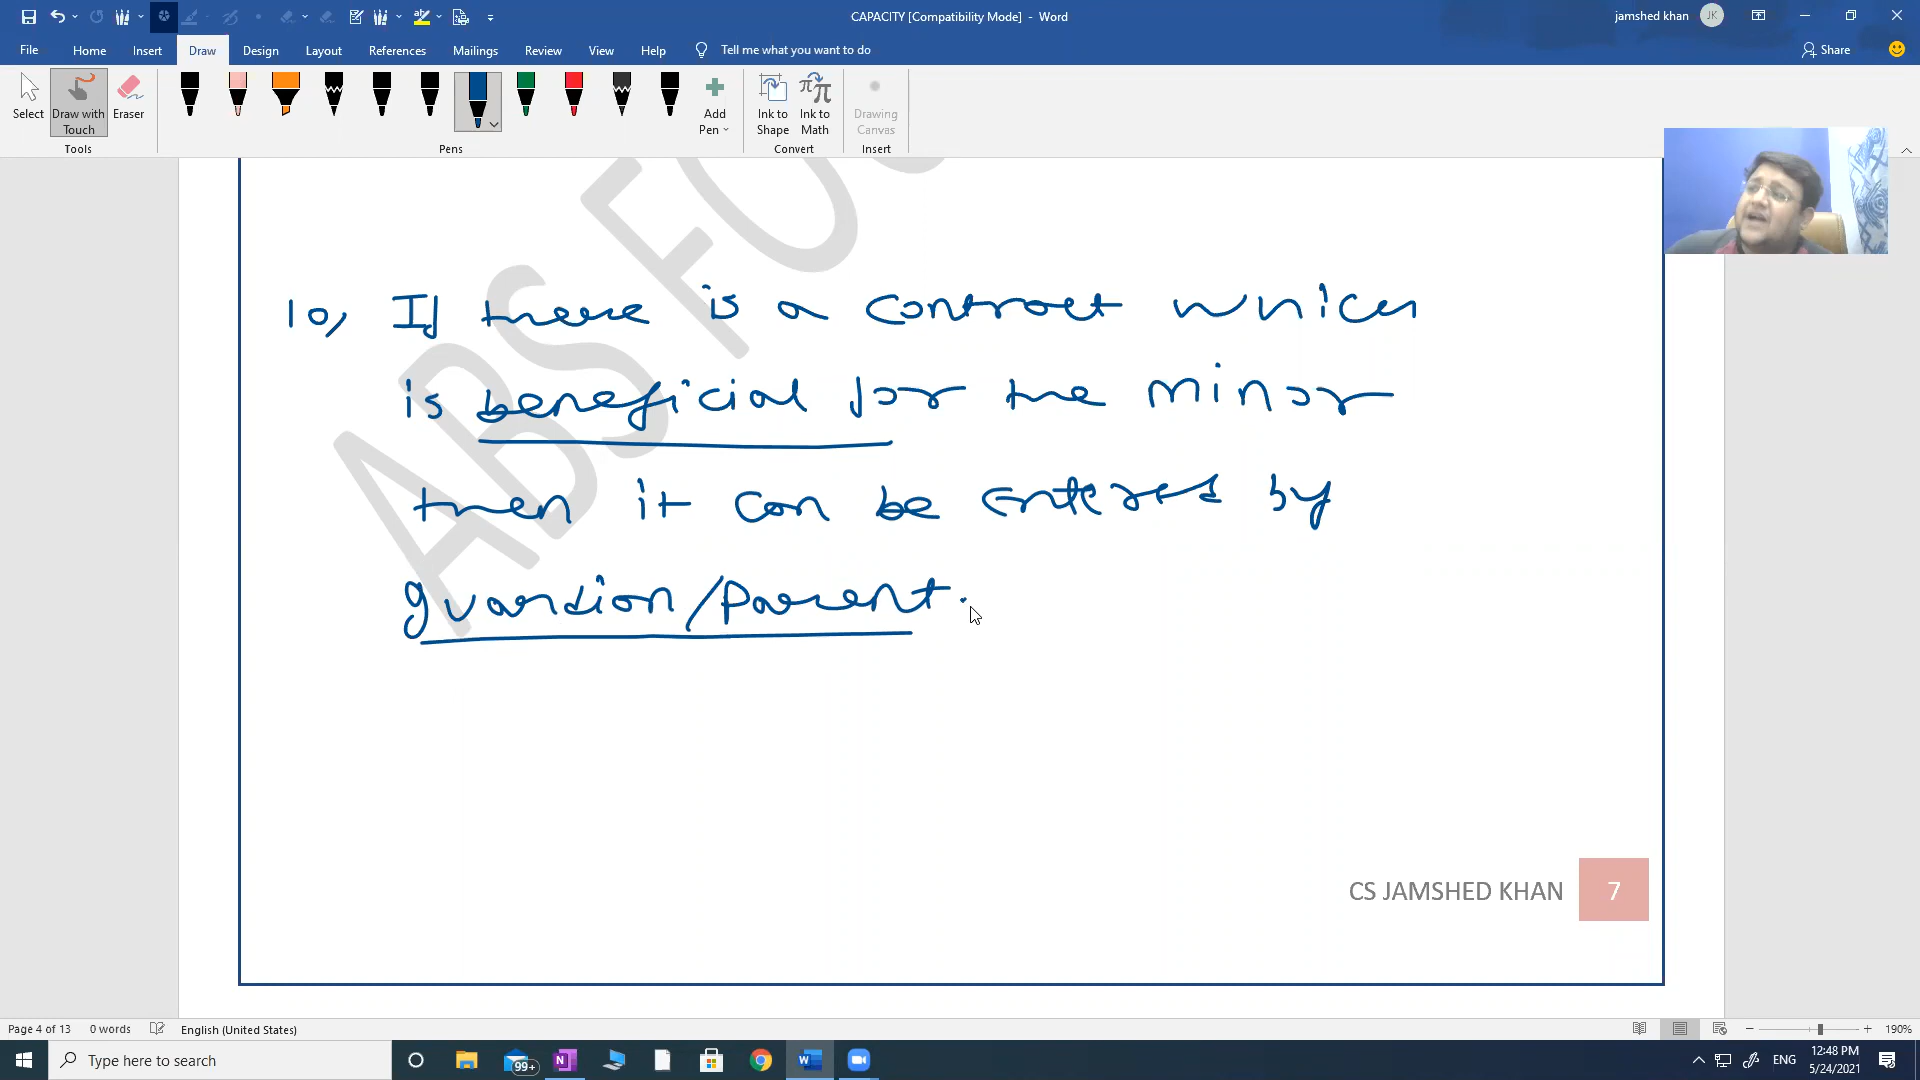 CAPACITY [Compatibility Mode] - Word
jamshed khan JK
File Home Insert Draw Design Layout References Mailings Review View Help Tell me what you want to do Share
Select Draw with Touch Eraser Add Pen Ink to Shape Ink to Math Drawing Canvas
Tools Pens Convert Insert
ABS FO
10, If there is a contract which
is beneficial for the minor
then it can be entered by
guardian/parent.
CS JAMSHED KHAN 7
Page 4 of 13 0 words English (United States) 190%
Type here to search 99+ ENG 12:48 PM
5/24/2021